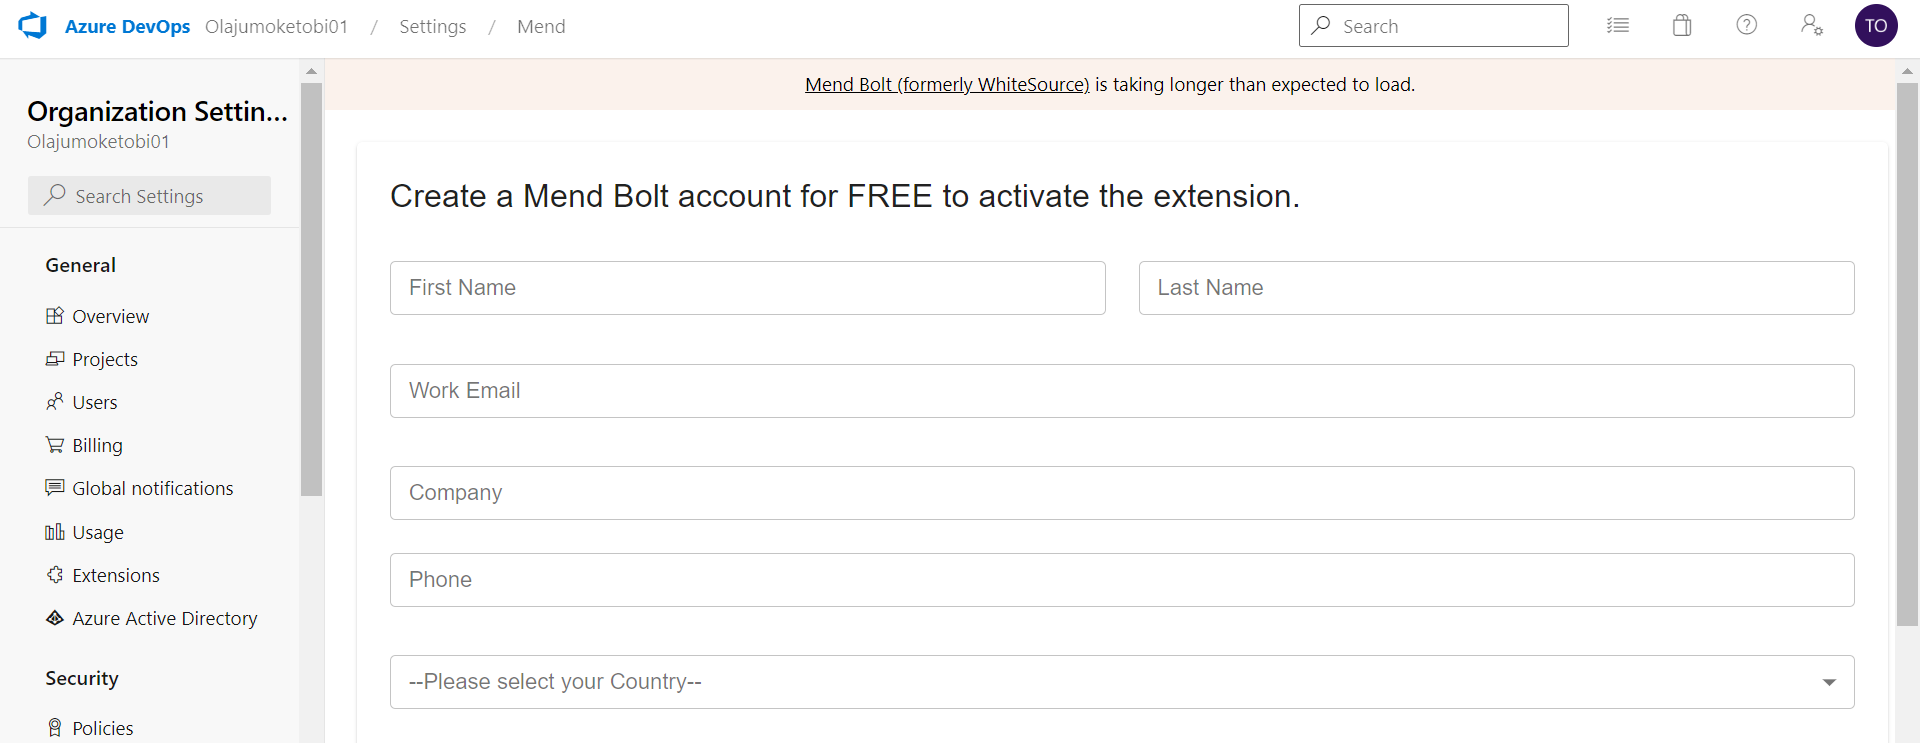 Azure DevOps Olajumoketobi01 / Settings / Mend
Search
TO
Mend Bolt (formerly WhiteSource) is taking longer than expected to load.
Organization Settin...
Olajumoketobi01
Search Settings
General
Overview
Projects
Users
Billing
Global notifications
Usage
Extensions
Azure Active Directory
Security
Policies
Create a Mend Bolt account for FREE to activate the extension.
First Name
Last Name
Work Email
Company
Phone
--Please select your Country--